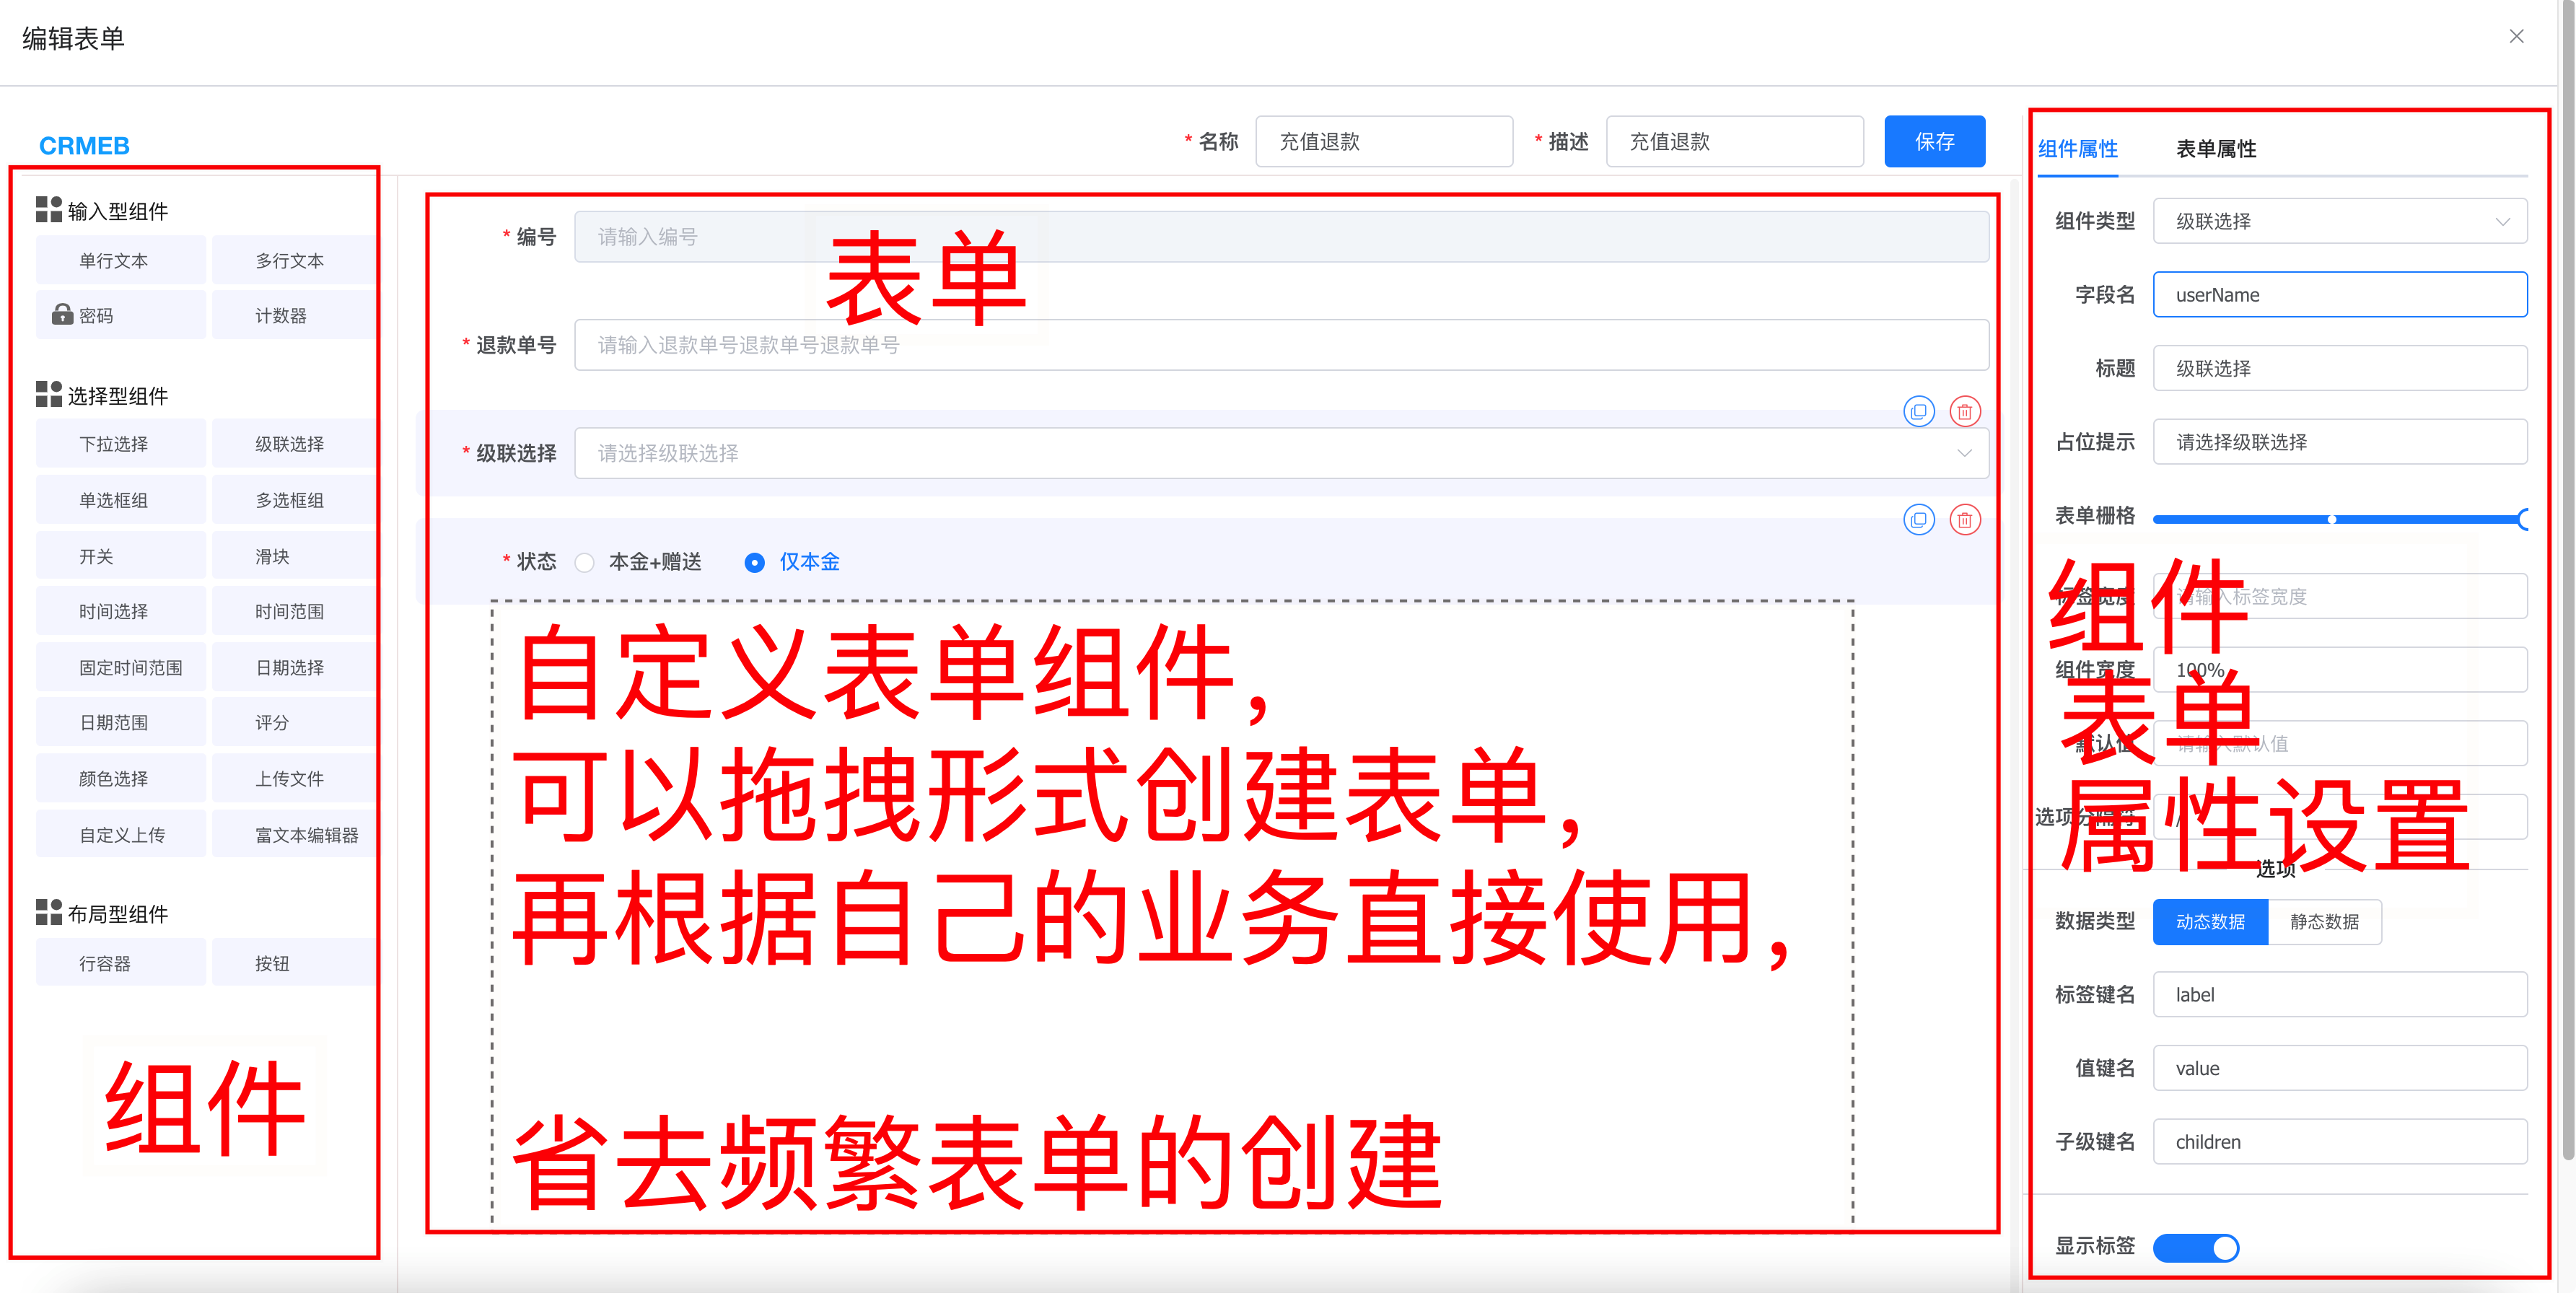 编辑表单
CRMEB
* 名称 充值退款 * 描述 充值退款 保存
输入型组件
单行文本 多行文本
密码 计数器
选择型组件
下拉选择 级联选择
单选框组 多选框组
开关 滑块
时间选择 时间范围
固定时间范围 日期选择
日期范围 评分
颜色选择 上传文件
自定义上传 富文本编辑器
布局型组件
行容器 按钮
组件
* 编号 请输入编号
表单
* 退款单号 请输入退款单号退款单号退款单号
* 级联选择 请选择级联选择
* 状态 本金+赠送 仅本金
自定义表单组件，
可以拖拽形式创建表单，
再根据自己的业务直接使用，
省去频繁表单的创建
组件属性 表单属性
组件类型 级联选择
字段名 userName
标题 级联选择
占位提示 请选择级联选择
表单栅格
标签宽度 请输入标签宽度
组件
组件宽度 100%
表单
默认值 请输入默认值
属性设置
选项分隔符 /
选项
数据类型 动态数据 静态数据
标签键名 label
值键名 value
子级键名 children
显示标签